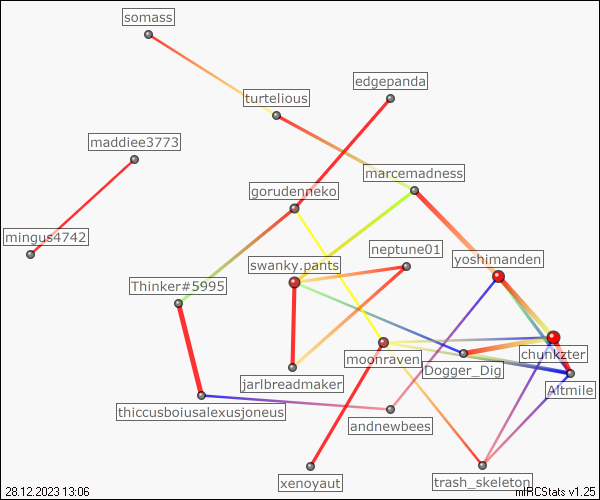 somass
edgepanda
turtelious
maddiee3773
marcemadness
gorudenneko
mingus4742
neptune01
yoshimanden
swanky.pants
Thinker#5995
chunkzter
moonraven
Dogger_Dig
jarlbreadmaker
Altmile
thiccusboiusalexusjoneus
andnewbees
xenoyaut
trash_skeleton
28.12.2023 13:06
mIRCStats v1.25